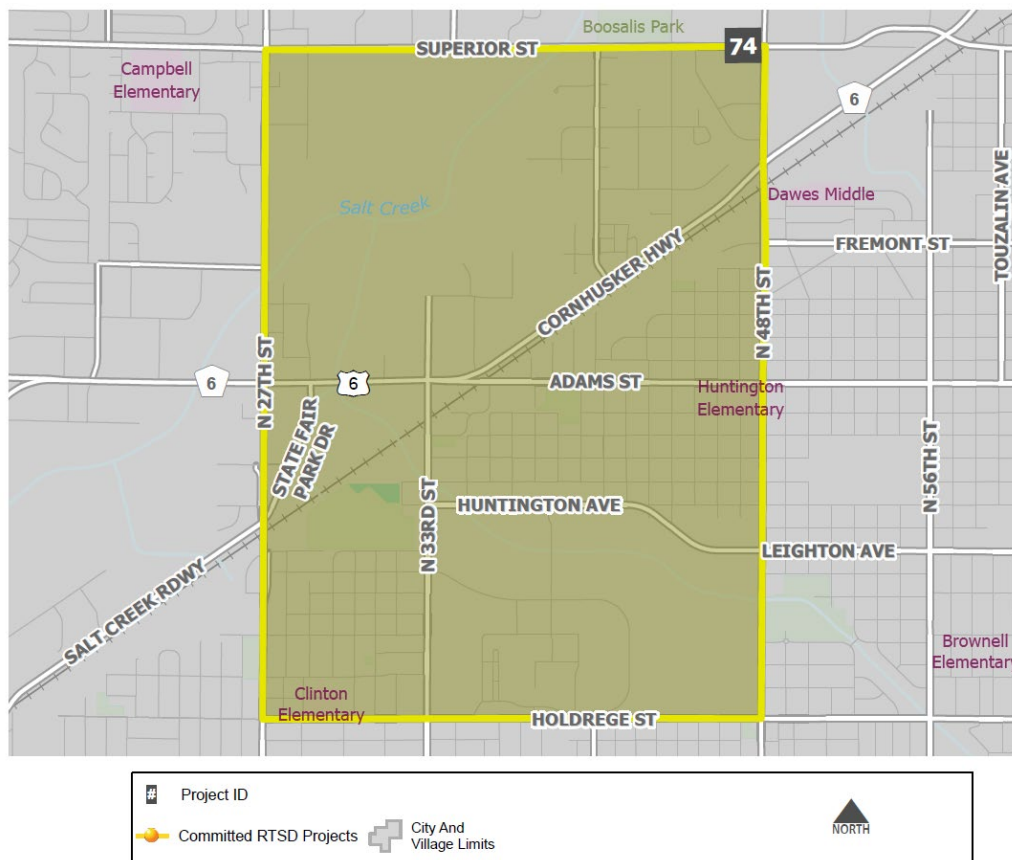 Boosalis Park
SUPERIOR ST
74
Campbell
Elementary
6
Salt Creek
Dawes Middle
FREMONT ST
TOUZALIN AVE
CORNHUSKER HWY
N 48TH ST
N 27TH ST
6
6
ADAMS ST
Huntington
Elementary
STATE FAIR
PARK DR
N 33RD ST
HUNTINGTON AVE
N 56TH ST
LEIGHTON AVE
SALT CREEK RDWY
Brownell
Elementary
Clinton
Elementary
HOLDREGE ST
# Project ID
Committed RTSD Projects
City And
Village Limits
NORTH